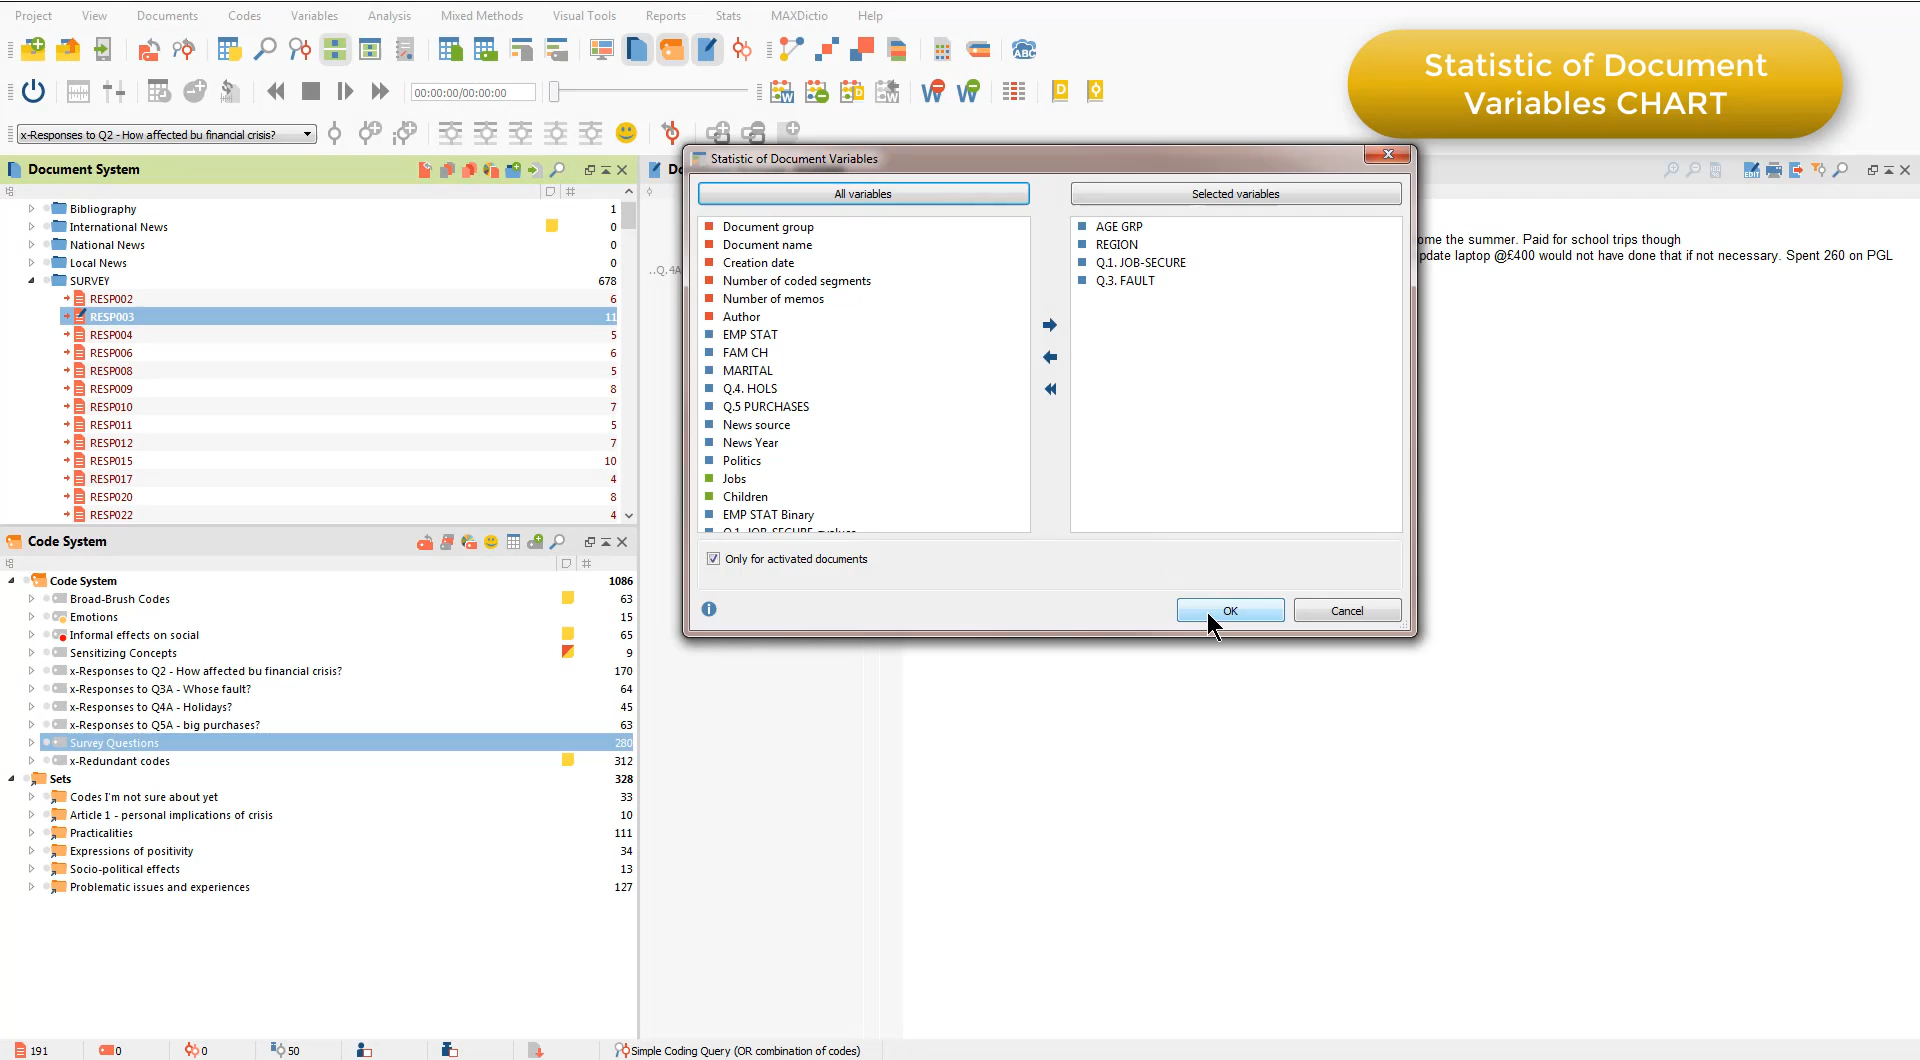 Project View Documents Codes Variables Analysis Mixed Methods Visual Tools Reports Stats MAXDictio Help
Statistic of Document
Variables CHART
ABC
00:00:00/00:00:00
W W D
x-Responses to Q2 - How affected bu financial crisis?
Document System
Bibliography 1
International News 0
National News 0
Local News 0
SURVEY 678
RESP002 6
RESP003 11
RESP004 5
RESP006 6
RESP008 5
RESP009 8
RESP010 7
RESP011 5
RESP012 7
RESP015 10
RESP017 4
RESP020 8
RESP022 4
Code System
Code System 1086
Broad-Brush Codes 63
Emotions 15
Informal effects on social 65
Sensitizing Concepts 9
x-Responses to Q2 - How affected bu financial crisis? 170
x-Responses to Q3A - Whose fault? 64
x-Responses to Q4A - Holidays? 45
x-Responses to Q5A - big purchases? 63
Survey Questions 280
x-Redundant codes 312
Sets 328
Codes I'm not sure about yet 33
Article 1 - personal implications of crisis 10
Practicalities 111
Expressions of positivity 34
Socio-political effects 13
Problematic issues and experiences 127
Do
EDIT
..Q.4A
ome the summer. Paid for school trips though
pdate laptop @£400 would not have done that if not necessary. Spent 260 on PGL
Statistic of Document Variables
All variables
Document group
Document name
Creation date
Number of coded segments
Number of memos
Author
EMP STAT
FAM CH
MARITAL
Q.4. HOLS
Q.5 PURCHASES
News source
News Year
Politics
Jobs
Children
EMP STAT Binary
Selected variables
AGE GRP
REGION
Q.1. JOB-SECURE
Q.3. FAULT
Only for activated documents
OK Cancel
191 0 0 50 Simple Coding Query (OR combination of codes)